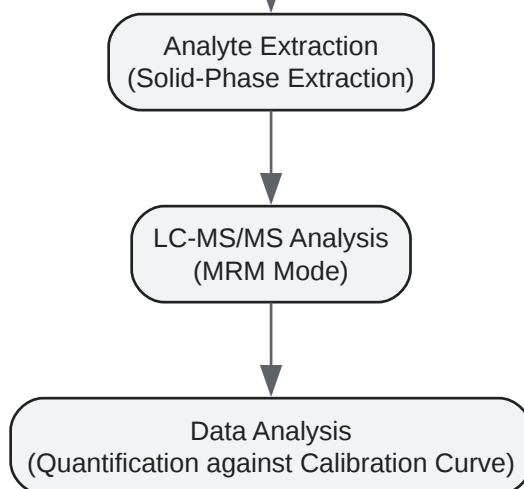 Analyte Extraction
(Solid-Phase Extraction)
LC-MS/MS Analysis
(MRM Mode)
Data Analysis
(Quantification against Calibration Curve)